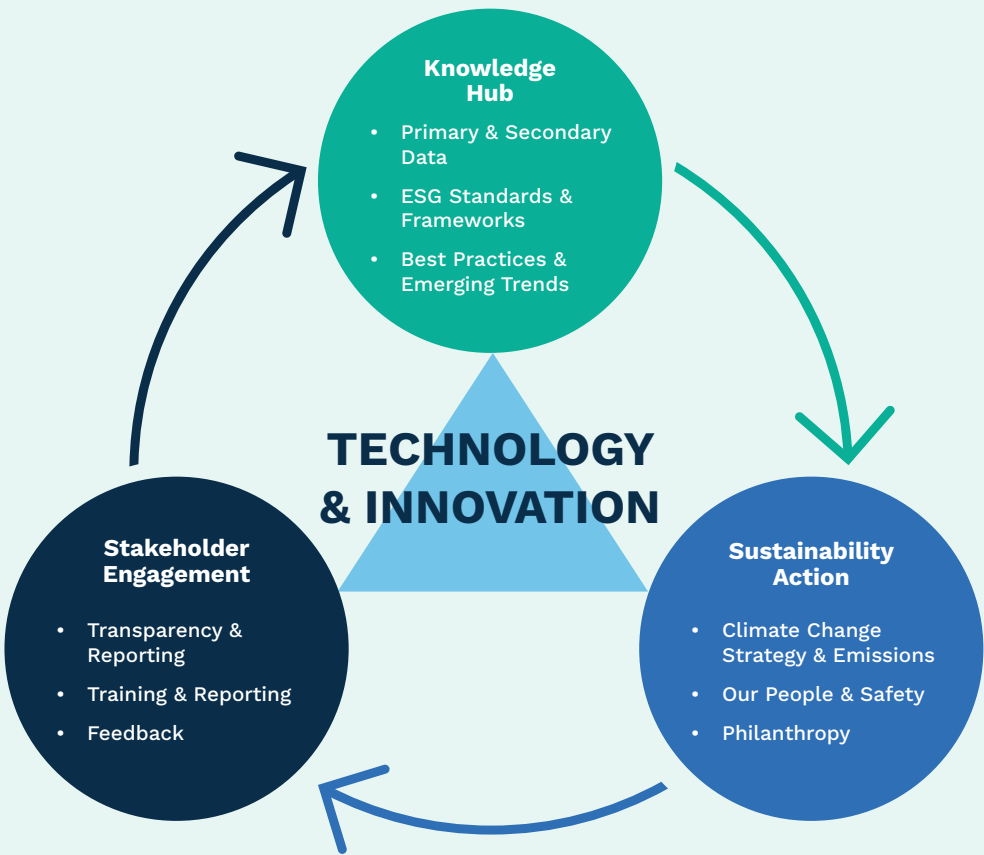 Knowledge
Hub
• Primary & Secondary
Data
• ESG Standards &
Frameworks
• Best Practices &
Emerging Trends
TECHNOLOGY
& INNOVATION
Stakeholder
Engagement
• Transparency &
Reporting
• Training & Reporting
• Feedback
Sustainability
Action
• Climate Change
Strategy & Emissions
• Our People & Safety
• Philanthropy